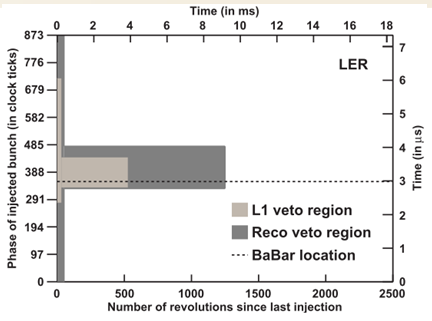 Time (in ms)
0 2 4 6 8 10 12 14 16 18
873
776
679
582
485
388
291
194
97
0
Phase of injected bunch (in clock ticks)
LER
7
6
5
4
3
2
1
0
Time (in µs)
L1 veto region
Reco veto region
BaBar location
0 500 1000 1500 2000 2500
Number of revolutions since last injection